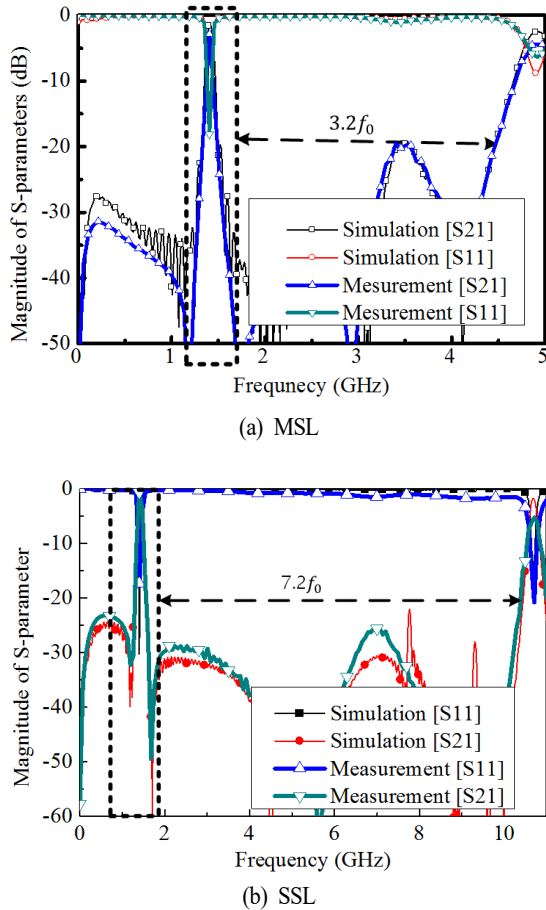 Magnitude of S-parameters (dB)
0
-10
-20
-30
-40
-50
3.2f₀
Simulation [S21]
Simulation [S11]
Mesurement [S21]
Mesurement [S11]
0 1 2 3 4 5
Frequnecy (GHz)
(a) MSL
Magnitude of S-parameter
0
-10
-20
-30
-40
-50
-60
7.2f₀
Simulation [S11]
Simulation [S21]
Measurement [S11]
Measurement [S21]
0 2 4 6 8 10
Frequency (GHz)
(b) SSL